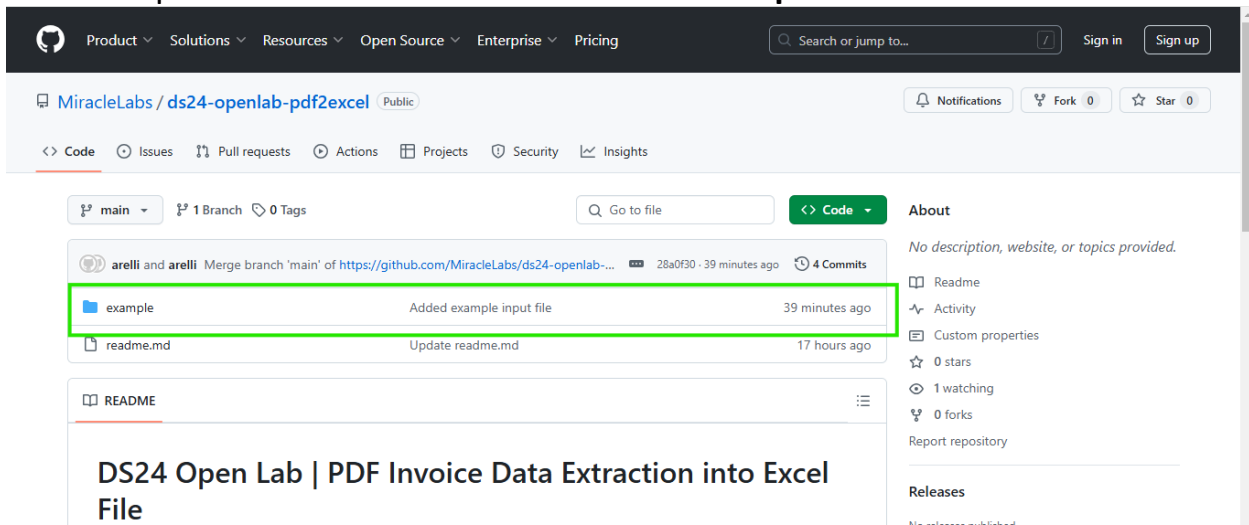 Product Solutions Resources Open Source Enterprise Pricing Search or jump to... / Sign in Sign up
MiracleLabs / ds24-openlab-pdf2excel Public Notifications Fork 0 Star 0
Code Issues Pull requests Actions Projects Security Insights
main 1 Branch 0 Tags Go to file Code
About
arelli and arelli Merge branch 'main' of https://github.com/MiracleLabs/ds24-openlab-... 28a0f30 · 39 minutes ago 4 Commits
example Added example input file 39 minutes ago
readme.md Update readme.md 17 hours ago
No description, website, or topics provided.
Readme
Activity
Custom properties
0 stars
1 watching
0 forks
Report repository
README
DS24 Open Lab | PDF Invoice Data Extraction into Excel
File
Releases
No releases published